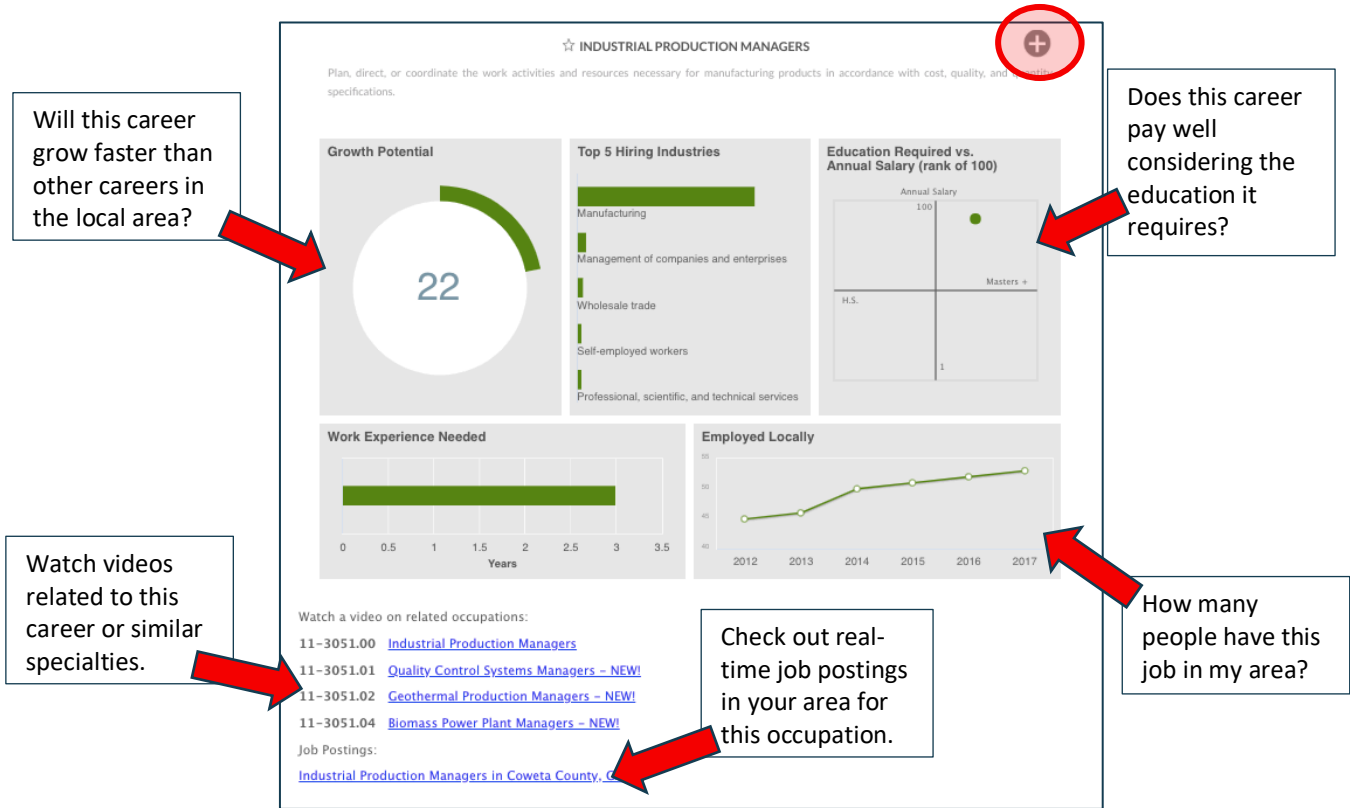 ☆ INDUSTRIAL PRODUCTION MANAGERS
Plan, direct, or coordinate the work activities and resources necessary for manufacturing products in accordance with cost, quality, and quantity
specifications.
Will this career
grow faster than
other careers in
the local area?
Growth Potential
22
Top 5 Hiring Industries
Manufacturing
Management of companies and enterprises
Wholesale trade
Self-employed workers
Professional, scientific, and technical services
Education Required vs.
Annual Salary (rank of 100)
Annual Salary
100
Masters +
H.S.
1
Does this career
pay well
considering the
education it
requires?
Work Experience Needed
0 0.5 1 1.5 2 2.5 3 3.5
Years
Employed Locally
55
50
45
40
2012 2013 2014 2015 2016 2017
Watch videos
related to this
career or similar
specialties.
How many
people have this
job in my area?
Watch a video on related occupations:
11-3051.00 Industrial Production Managers
11-3051.01 Quality Control Systems Managers – NEW!
11-3051.02 Geothermal Production Managers – NEW!
11-3051.04 Biomass Power Plant Managers – NEW!
Job Postings:
Industrial Production Managers in Coweta County,
Check out real-
time job postings
in your area for
this occupation.